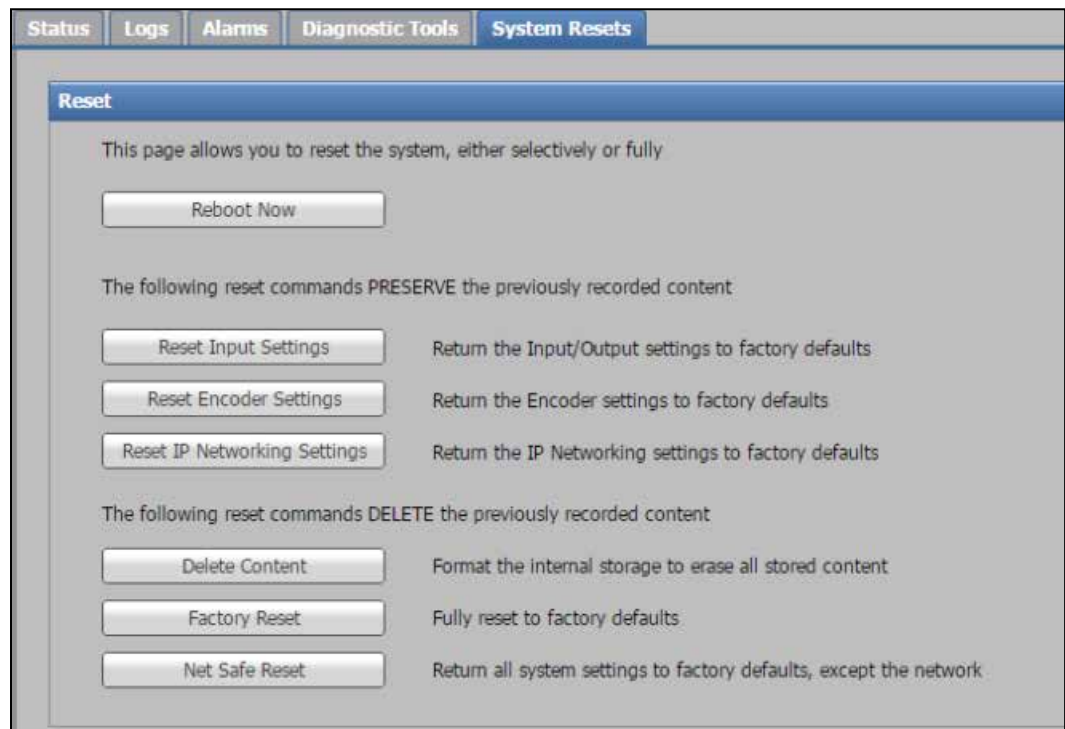 Status Logs Alarms Diagnostic Tools System Resets
Reset
This page allows you to reset the system, either selectively or fully
Reboot Now
The following reset commands PRESERVE the previously recorded content
Reset Input Settings Return the Input/Output settings to factory defaults
Reset Encoder Settings Return the Encoder settings to factory defaults
Reset IP Networking Settings Return the IP Networking settings to factory defaults
The following reset commands DELETE the previously recorded content
Delete Content Format the internal storage to erase all stored content
Factory Reset Fully reset to factory defaults
Net Safe Reset Return all system settings to factory defaults, except the network